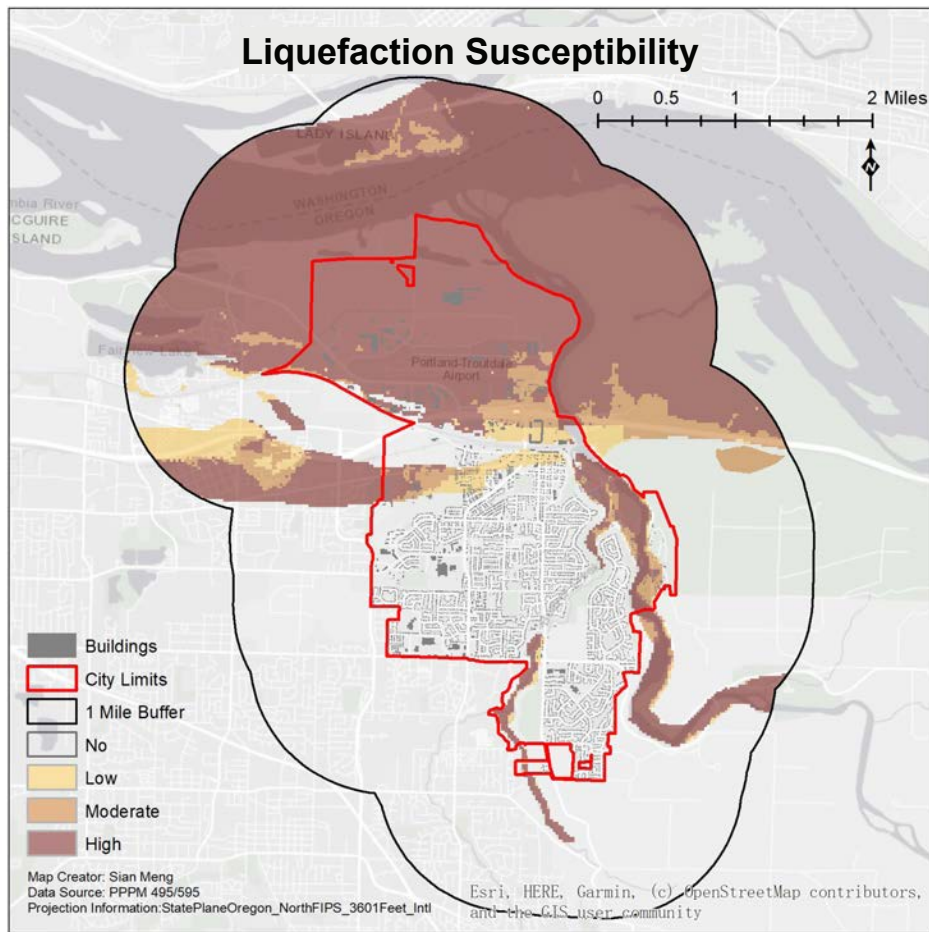 Liquefaction Susceptibility
0 0.5 1 2 Miles
N
LADY ISLAND
WASHINGTON
OREGON
mbia River
CGUIRE
ISLAND
Fairview Lake
Portland-Troutdale
Airport
Buildings
City Limits
1 Mile Buffer
No
Low
Moderate
High
Map Creator: Sian Meng
Data Source: PPPM 495/595
Projection Information:StatePlaneOregon_NorthFIPS_3601Feet_Intl
Esri, HERE, Garmin, (c) OpenStreetMap contributors,
and the GIS user community